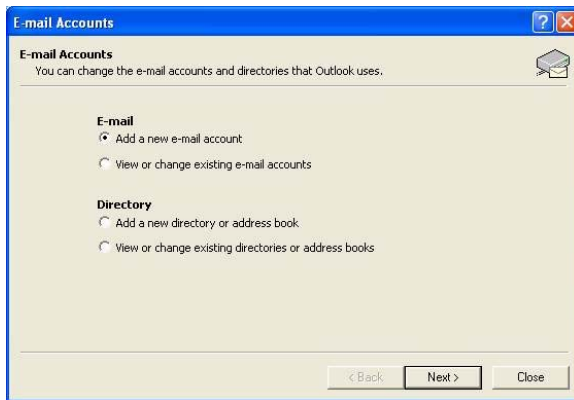 E-mail Accounts
E-mail Accounts
You can change the e-mail accounts and directories that Outlook uses.
E-mail
Add a new e-mail account
View or change existing e-mail accounts
Directory
Add a new directory or address book
View or change existing directories or address books
< Back Next > Close